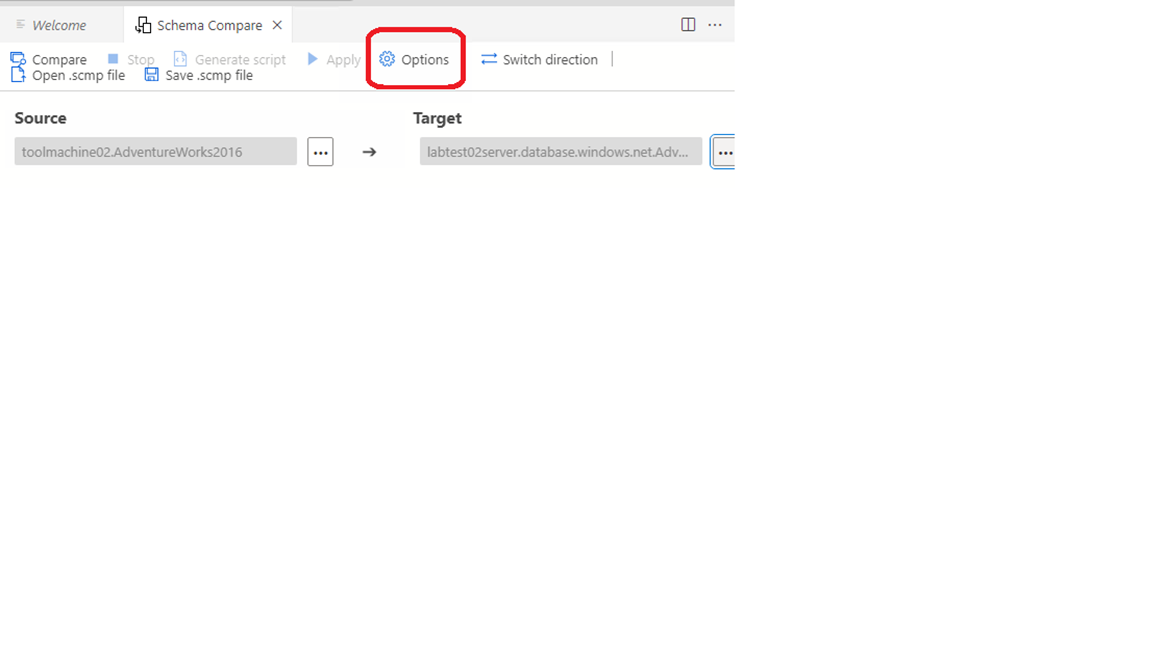 Welcome Schema Compare
Compare Stop Generate script Apply Options Switch direction
Open .scmp file Save .scmp file
Source Target
toolmachine02.AdventureWorks2016 labtest02server.database.windows.net.Adv...